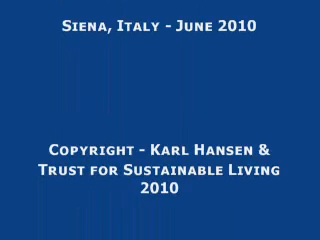 Siena, Italy - June 2010
Copyright - Karl Hansen &
Trust for Sustainable Living
2010